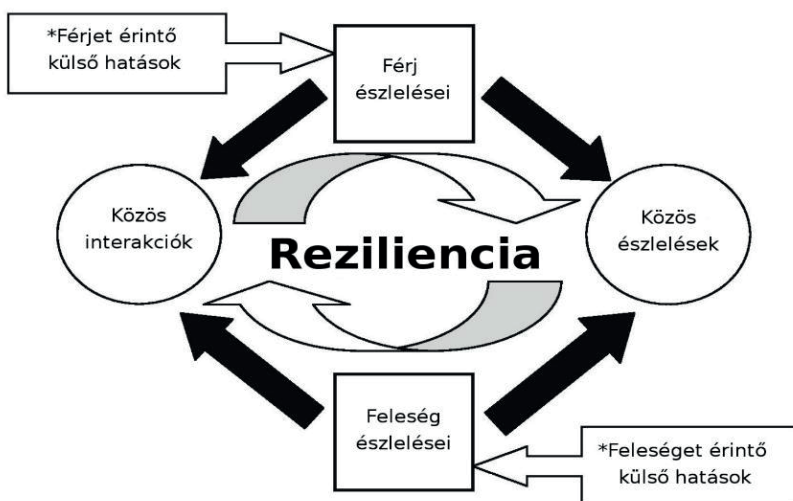 *Férjet érintő
külső hatások
Férj
észlelései
Közös
interakciók
Reziliencia
Közös
észlelések
Feleség
észlelései
*Feleséget érintő
külső hatások